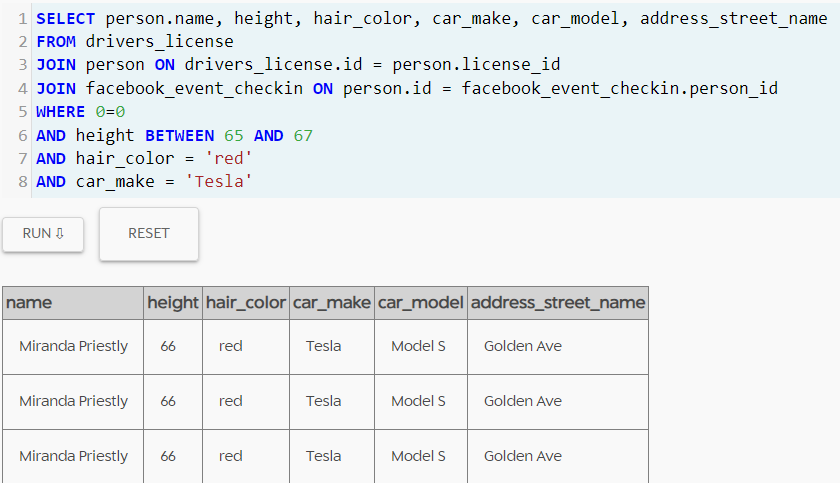 1 SELECT person.name, height, hair_color, car_make, car_model, address_street_name
2 FROM drivers_license
3 JOIN person ON drivers_license.id = person.license_id
4 JOIN facebook_event_checkin ON person.id = facebook_event_checkin.person_id
5 WHERE 0=0
6 AND height BETWEEN 65 AND 67
7 AND hair_color = 'red'
8 AND car_make = 'Tesla'
RUN ⇩ RESET
name height hair_color car_make car_model address_street_name
Miranda Priestly 66 red Tesla Model S Golden Ave
Miranda Priestly 66 red Tesla Model S Golden Ave
Miranda Priestly 66 red Tesla Model S Golden Ave